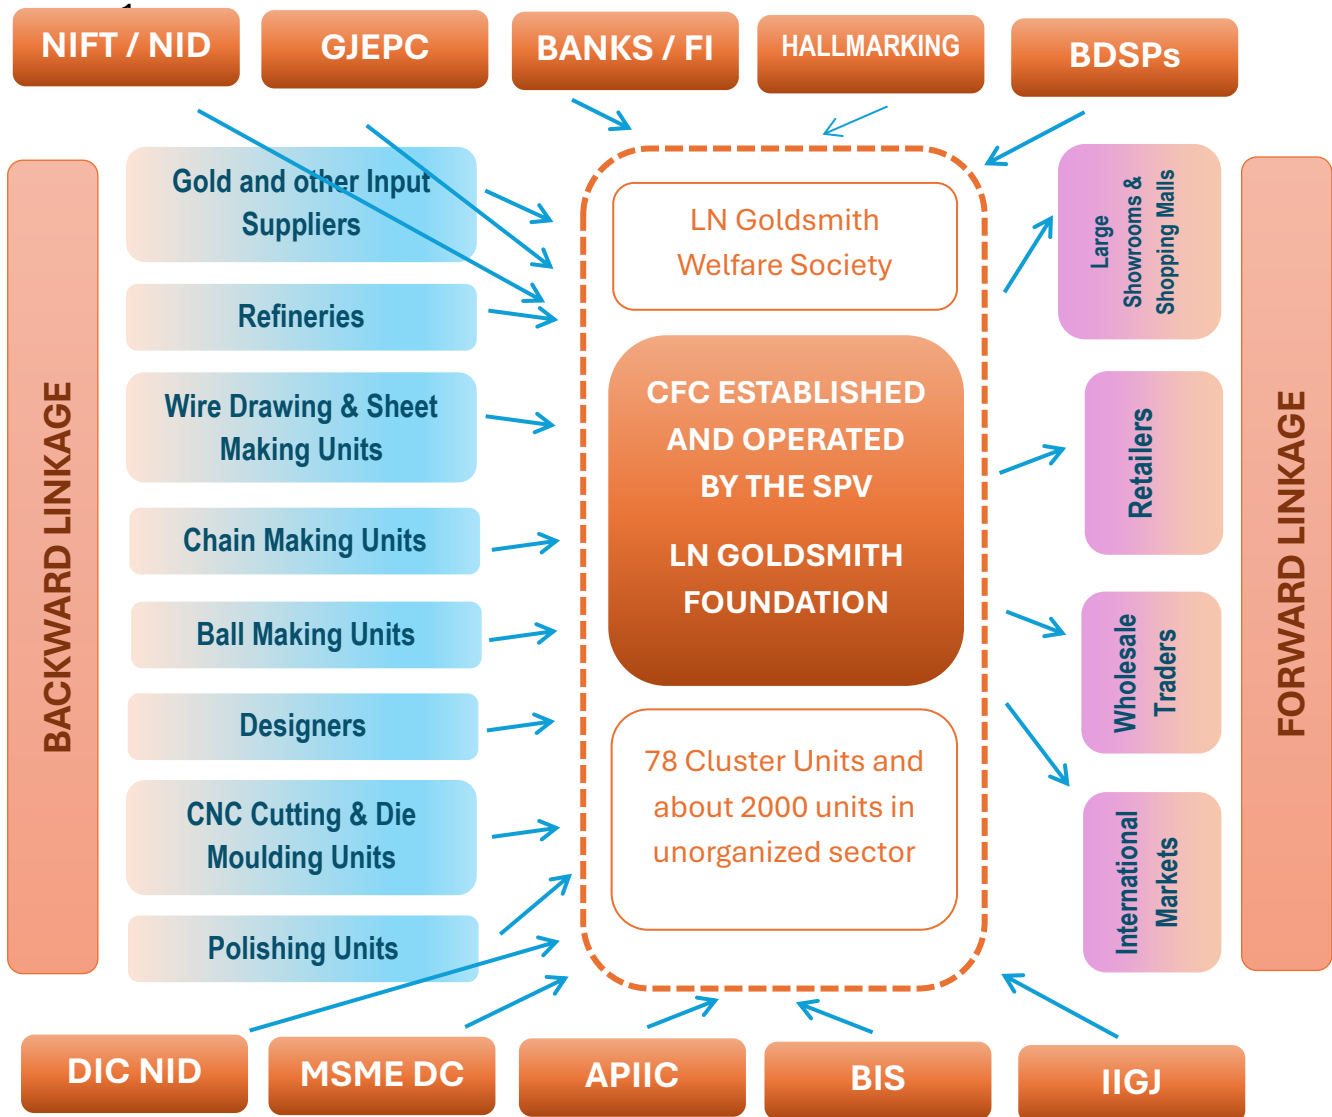 NIFT / NID
GJEPC
BANKS / FI
HALLMARKING
BDSPs
BACKWARD LINKAGE
Gold and other Input
Suppliers
Refineries
Wire Drawing & Sheet
Making Units
Chain Making Units
Ball Making Units
Designers
CNC Cutting & Die
Moulding Units
Polishing Units
LN Goldsmith
Welfare Society
CFC ESTABLISHED
AND OPERATED
BY THE SPV
LN GOLDSMITH
FOUNDATION
78 Cluster Units and
about 2000 units in
unorganized sector
Large
Showrooms &
Shopping Malls
Retailers
Wholesale
Traders
International
Markets
FORWARD LINKAGE
DIC NID
MSME DC
APIIC
BIS
IIGJ